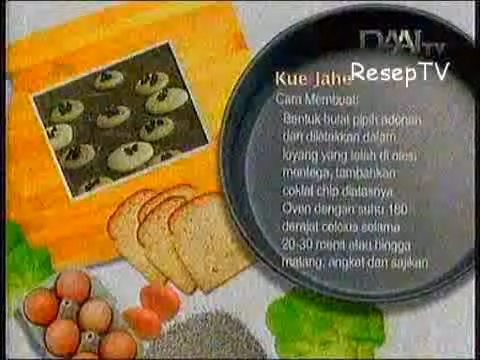 DAAI TV
ResepTV
Kue Jahe
Cara Membuat:
Bentuk bulat pipih adonan
dan diletakkan dalam
loyang yang telah di olesi
mentega, tambahkan
coklat chip diatasnya
Oven dengan suhu 180
derajat celcius selama
20-30 menit atau hingga
matang, angkat dan sajikan